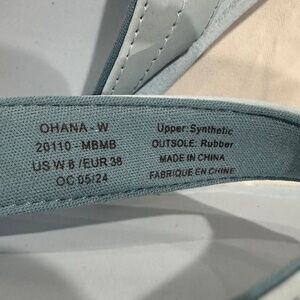 OHANA - W
20110 - MBMB
US W 8 / EUR 38
OC 05/24
Upper: Synthetic
OUTSOLE: Rubber
MADE IN CHINA
FABRIQUE EN CHINE